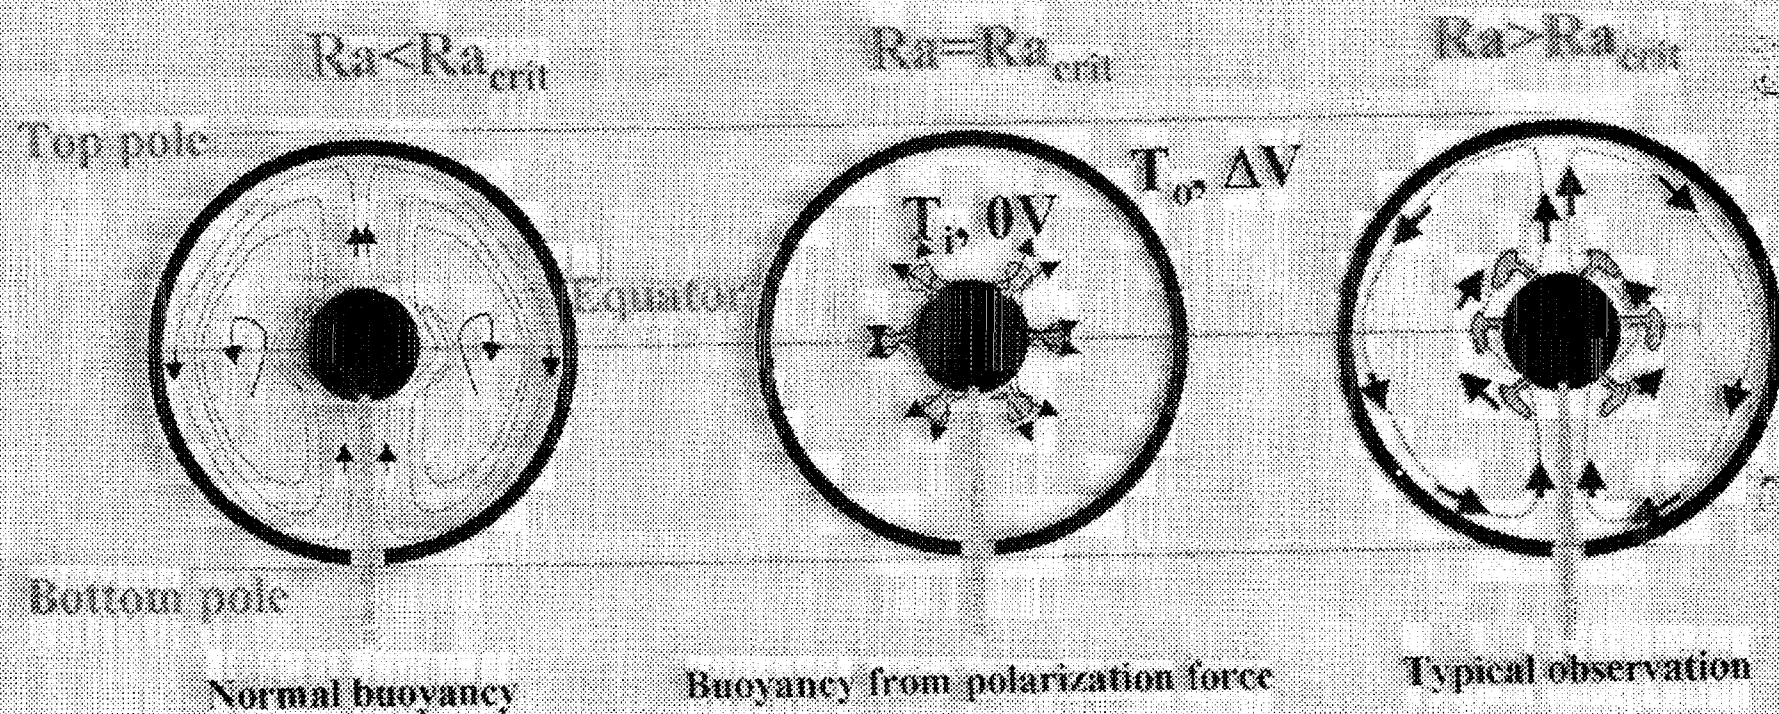 Ra<Ra_crit
Ra=Ra_crit
Ra>Ra_crit
Top pole
T_o, ΔV
T_i, 0V
Equator
Bottom pole
Normal buoyancy
Buoyancy from polarization force
Typical observation